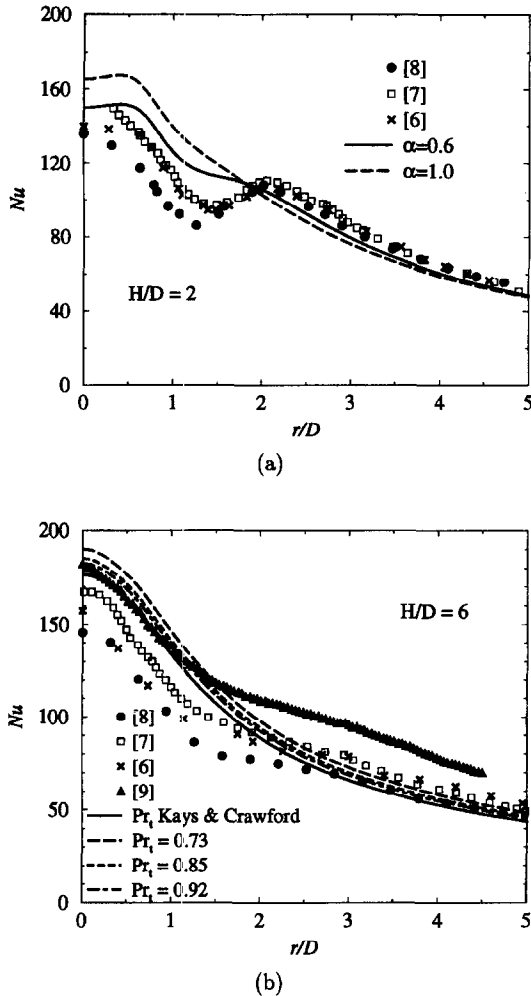 200
160
120
80
40
0
Nu
[8]
[7]
[6]
α=0.6
α=1.0
H/D = 2
0 1 2 3 4 5
r/D
(a)
200
150
100
50
0
Nu
H/D = 6
[8]
[7]
[6]
[9]
Prt Kays & Crawford
Prt = 0.73
Prt = 0.85
Prt = 0.92
0 1 2 3 4 5
r/D
(b)